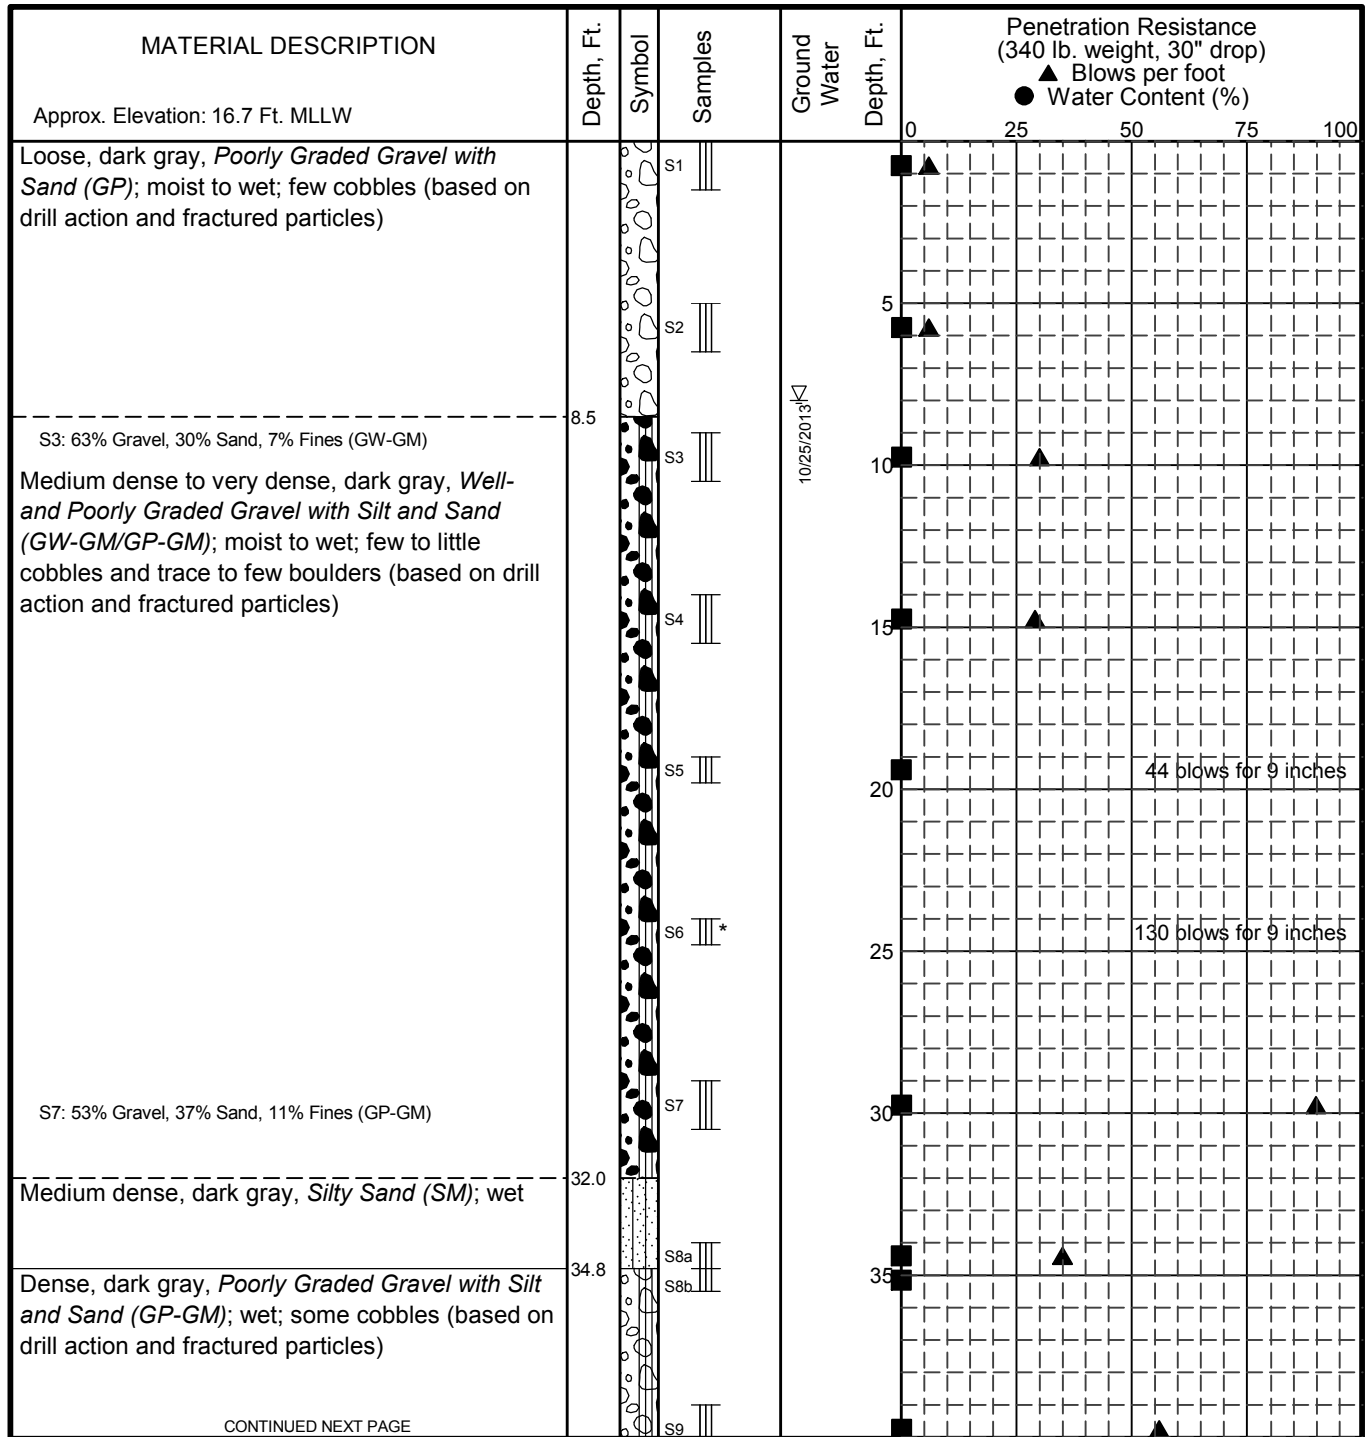 MATERIAL DESCRIPTION
Approx. Elevation: 16.7 Ft. MLLW
Depth, Ft.
Symbol
Samples
Ground
Water
Depth, Ft.
Penetration Resistance
(340 lb. weight, 30" drop)
▲ Blows per foot
● Water Content (%)
0 25 50 75 100
Loose, dark gray, Poorly Graded Gravel with
Sand (GP); moist to wet; few cobbles (based on
drill action and fractured particles)
S1
5
S2
8.5
10/25/2013
S3: 63% Gravel, 30% Sand, 7% Fines (GW-GM)
S3
10
Medium dense to very dense, dark gray, Well-
and Poorly Graded Gravel with Silt and Sand
(GW-GM/GP-GM); moist to wet; few to little
cobbles and trace to few boulders (based on drill
action and fractured particles)
S4
15
S5
44 blows for 9 inches
20
S6 *
130 blows for 9 inches
25
S7: 53% Gravel, 37% Sand, 11% Fines (GP-GM)
S7
30
32.0
Medium dense, dark gray, Silty Sand (SM); wet
S8a
34.8
35
S8b
Dense, dark gray, Poorly Graded Gravel with Silt
and Sand (GP-GM); wet; some cobbles (based on
drill action and fractured particles)
CONTINUED NEXT PAGE
S9